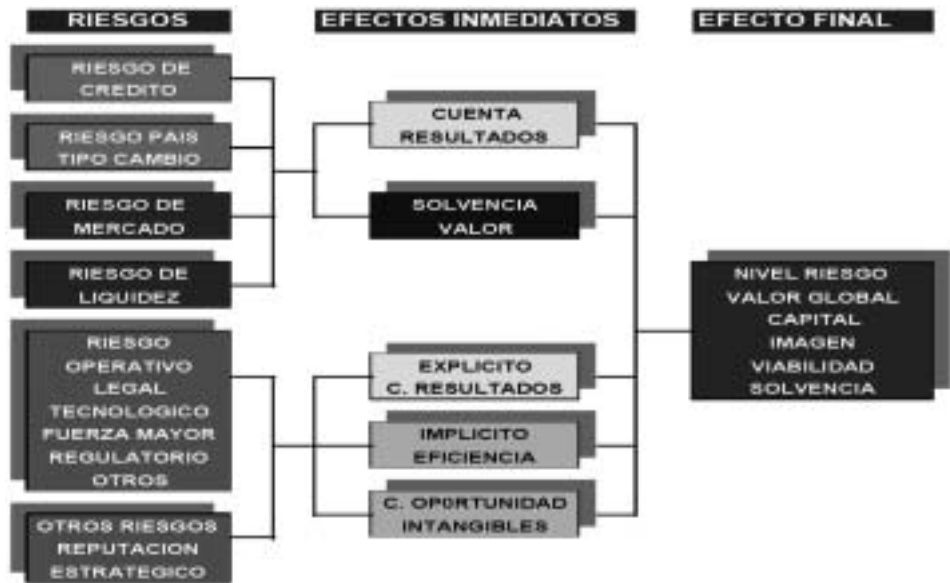 RIESGOS
EFECTOS INMEDIATOS
EFECTO FINAL
RIESGO DE
CREDITO
RIESGO PAIS
TIPO CAMBIO
RIESGO DE
MERCADO
RIESGO DE
LIQUIDEZ
RIESGO
OPERATIVO
LEGAL
TECNOLOGICO
FUERZA MAYOR
REGULATORIO
OTROS
OTROS RIESGOS
REPUTACION
ESTRATEGICO
CUENTA
RESULTADOS
SOLVENCIA
VALOR
EXPLICITO
C. RESULTADOS
IMPLICITO
EFICIENCIA
C. OP0RTUNIDAD
INTANGIBLES
NIVEL RIESGO
VALOR GLOBAL
CAPITAL
IMAGEN
VIABILIDAD
SOLVENCIA